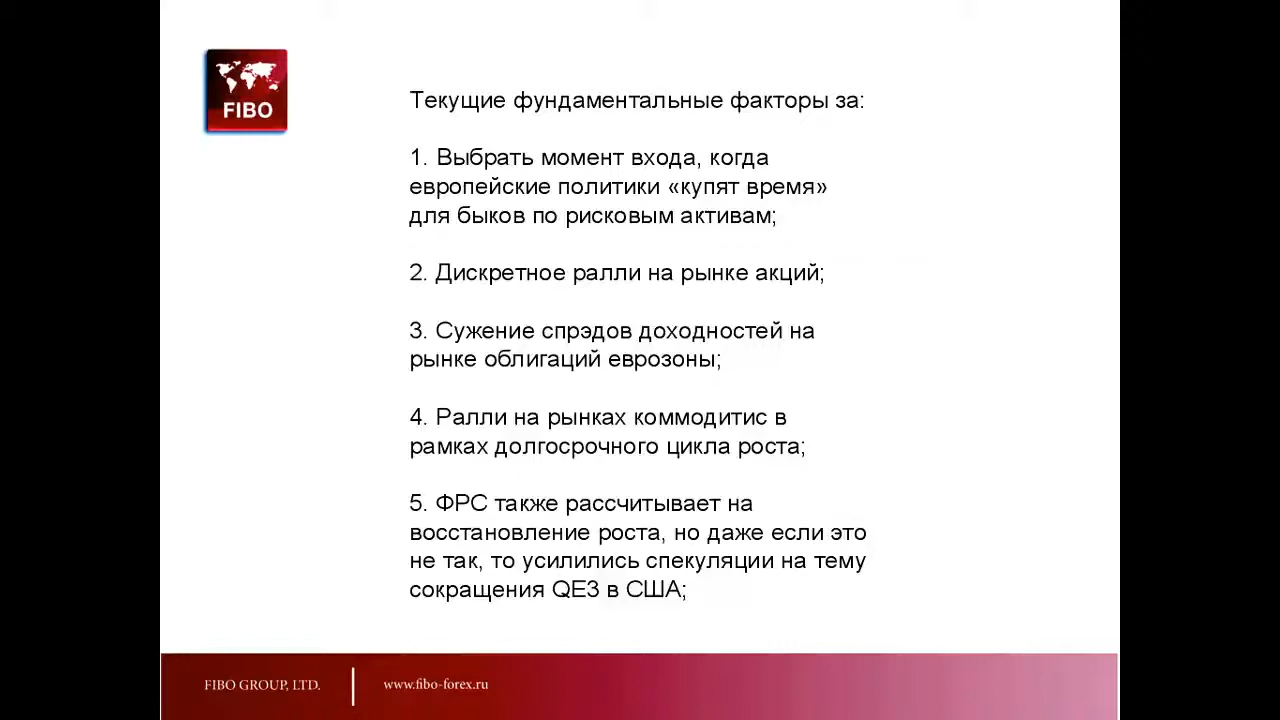 FIBO
Текущие фундаментальные факторы за:
1. Выбрать момент входа, когда
европейские политики «купят время»
для быков по рисковым активам;
2. Дискретное ралли на рынке акций;
3. Сужение спрэдов доходностей на
рынке облигаций еврозоны;
4. Ралли на рынках коммодитис в
рамках долгосрочного цикла роста;
5. ФРС также рассчитывает на
восстановление роста, но даже если это
не так, то усилились спекуляции на тему
сокращения QE3 в США;
FIBO GROUP, LTD.
www.fibo-forex.ru